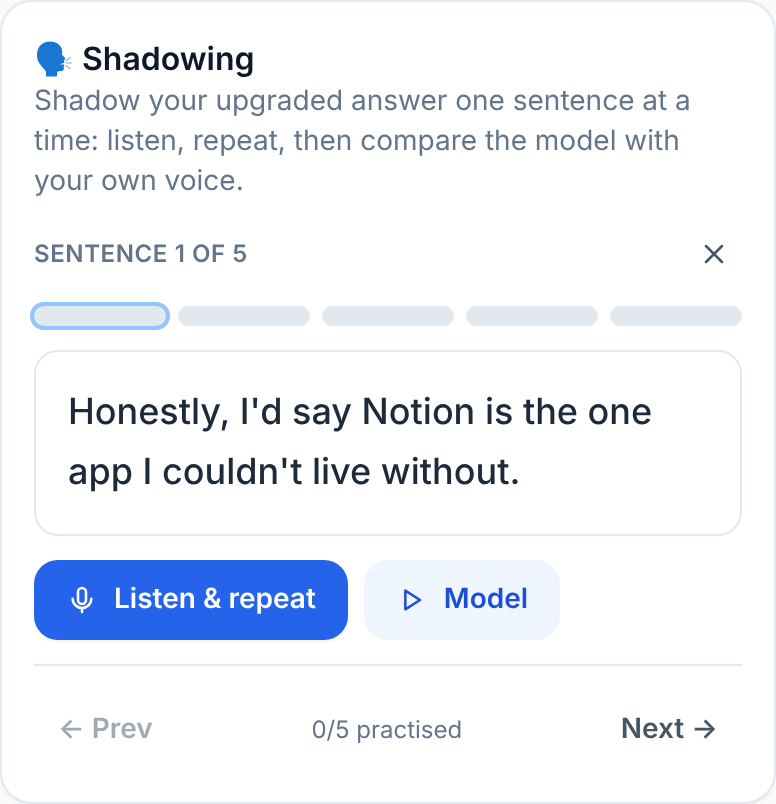 🗣️ Shadowing
Shadow your upgraded answer one sentence at a
time: listen, repeat, then compare the model with
your own voice.
SENTENCE 1 OF 5
Honestly, I'd say Notion is the one
app I couldn't live without.
Listen & repeat
Model
← Prev
0/5 practised
Next →